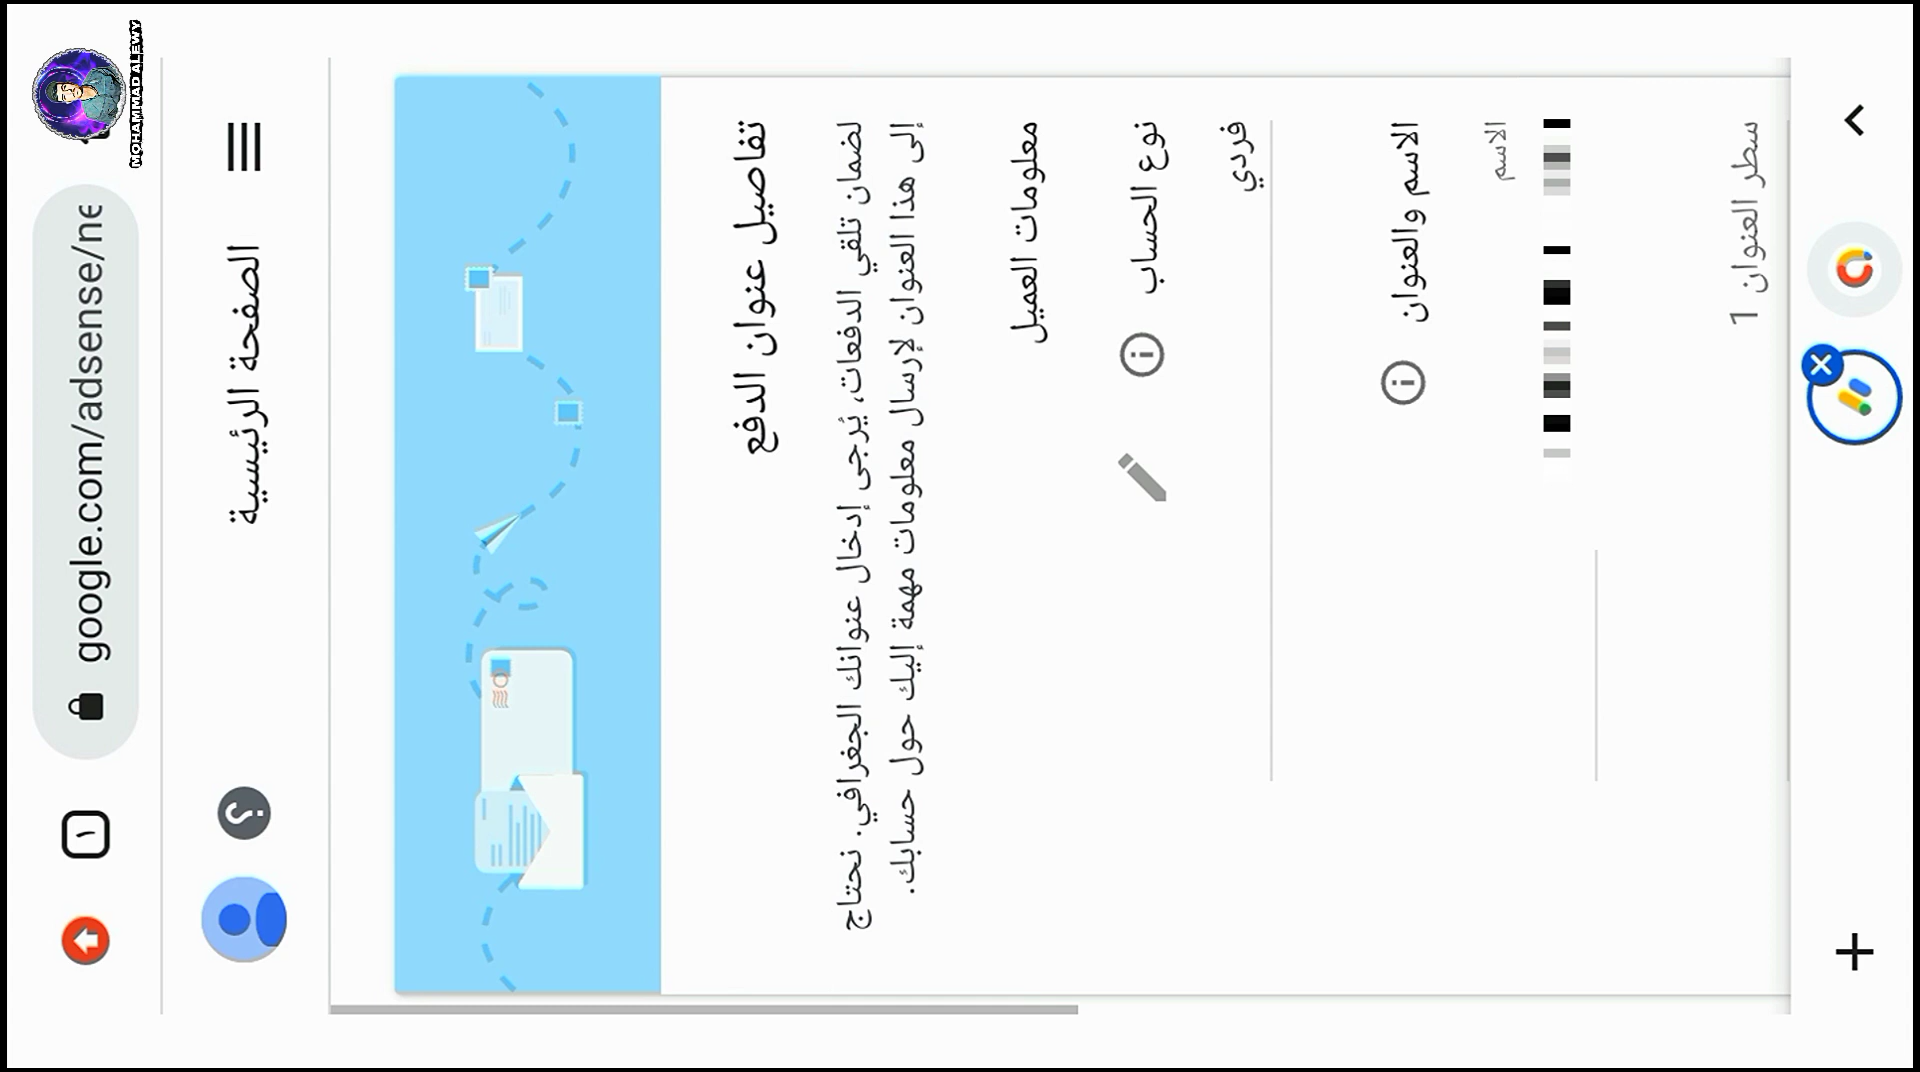 MOHAMMAD ALEWY
google.com/adsense/ne
١
الصفحة الرئيسية
تفاصيل عنوان الدفع
لضمان تلقي الدفعات، يُرجى إدخال عنوانك الجغرافي. نحتاج
إلى هذا العنوان لإرسال معلومات مهمة إليك حول حسابك.
معلومات العميل
نوع الحساب
فردي
الاسم والعنوان
الاسم
سطر العنوان 1